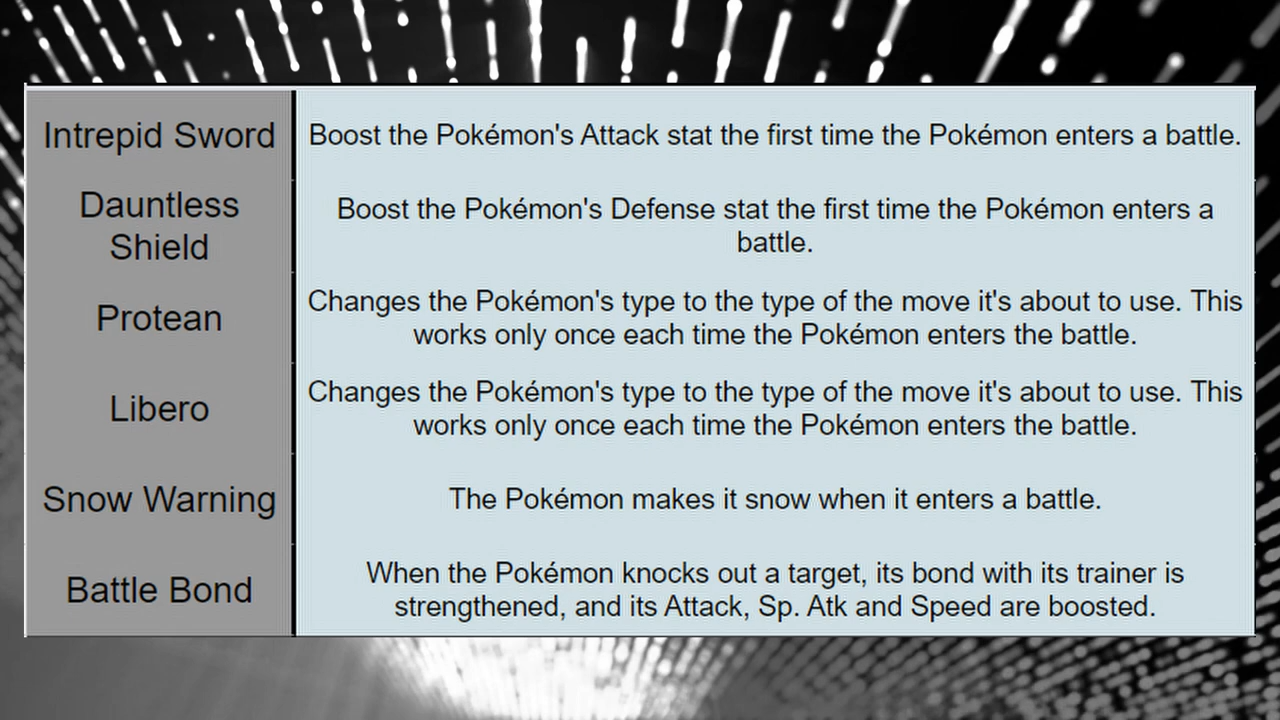 Intrepid Sword
Boost the Pokémon's Attack stat the first time the Pokémon enters a battle.
Dauntless
Shield
Boost the Pokémon's Defense stat the first time the Pokémon enters a
battle.
Protean
Changes the Pokémon's type to the type of the move it's about to use. This
works only once each time the Pokémon enters the battle.
Libero
Changes the Pokémon's type to the type of the move it's about to use. This
works only once each time the Pokémon enters the battle.
Snow Warning
The Pokémon makes it snow when it enters a battle.
Battle Bond
When the Pokémon knocks out a target, its bond with its trainer is
strengthened, and its Attack, Sp. Atk and Speed are boosted.